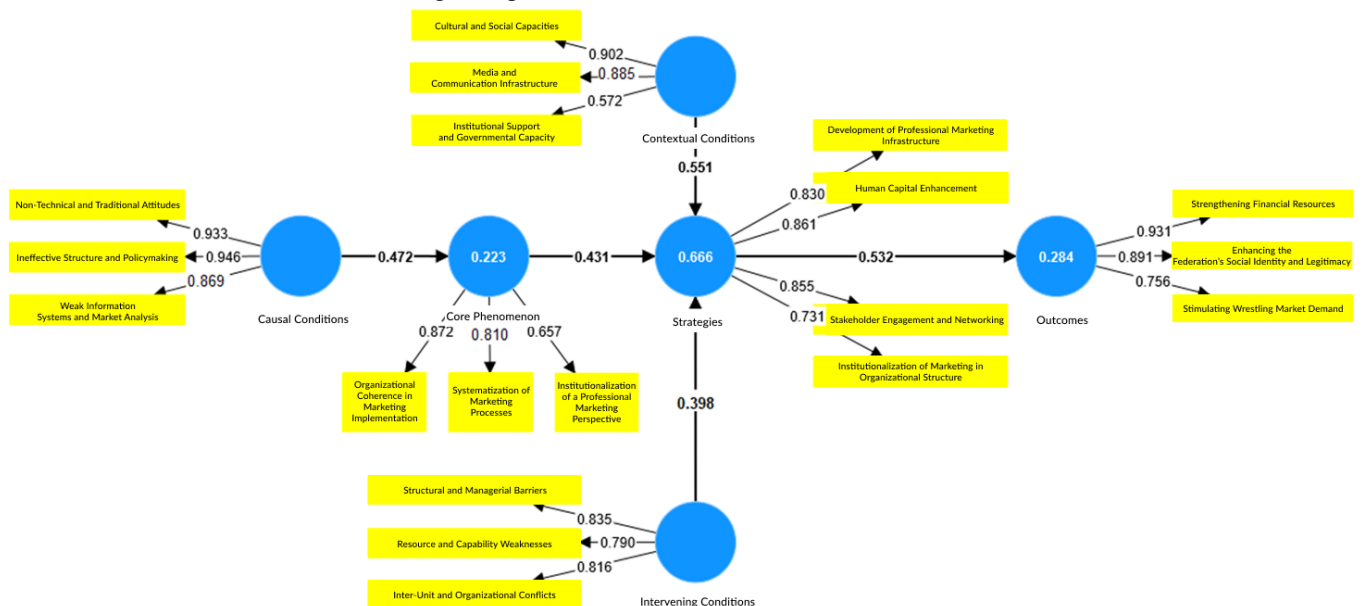 Cultural and Social Capacities
0.902
Media and
Communication Infrastructure
0.885
0.572
Institutional Support
and Governmental Capacity
Contextual Conditions
0.551
Development of Professional Marketing
Infrastructure
0.830
Human Capital Enhancement
0.861
Non-Technical and Traditional Attitudes
0.933
Ineffective Structure and Policymaking
0.946
0.869
Weak Information
Systems and Market Analysis
Causal Conditions
0.472
0.223
Core Phenomenon
0.431
0.666
Strategies
0.532
0.284
Outcomes
Strengthening Financial Resources
0.931
Enhancing the
Federation's Social Identity and Legitimacy
0.891
0.756
Stimulating Wrestling Market Demand
0.855
0.731
Stakeholder Engagement and Networking
Institutionalization of Marketing in
Organizational Structure
0.872
0.810
0.657
Organizational
Coherence in
Marketing
Implementation
Systematization of
Marketing
Processes
Institutionalization
of a Professional
Marketing
Perspective
0.398
Structural and Managerial Barriers
0.835
Resource and Capability Weaknesses
0.790
0.816
Inter-Unit and Organizational Conflicts
Intervening Conditions